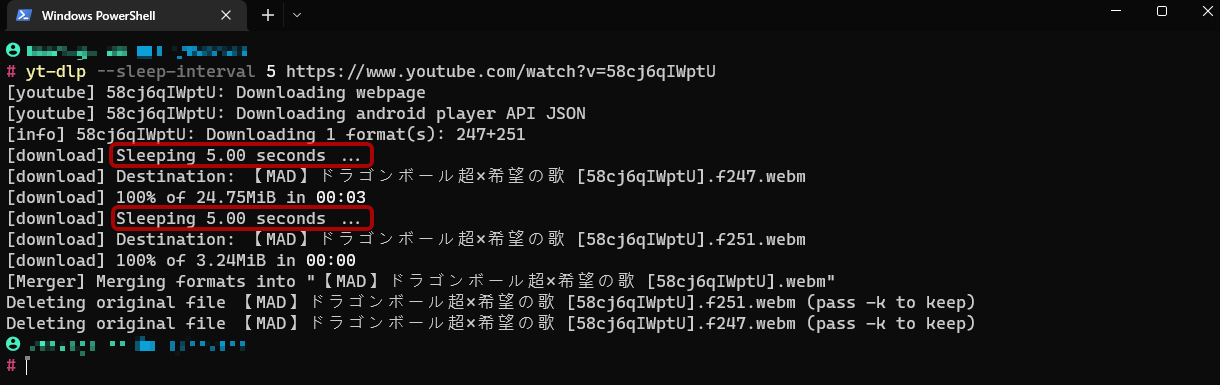 Windows PowerShell
# yt-dlp --sleep-interval 5 https://www.youtube.com/watch?v=58cj6qIWptU
[youtube] 58cj6qIWptU: Downloading webpage
[youtube] 58cj6qIWptU: Downloading android player API JSON
[info] 58cj6qIWptU: Downloading 1 format(s): 247+251
[download] Sleeping 5.00 seconds ...
[download] Destination: 【MAD】ドラゴンボール超×希望の歌 [58cj6qIWptU].f247.webm
[download] 100% of 24.75MiB in 00:03
[download] Sleeping 5.00 seconds ...
[download] Destination: 【MAD】ドラゴンボール超×希望の歌 [58cj6qIWptU].f251.webm
[download] 100% of 3.24MiB in 00:00
[Merger] Merging formats into "【MAD】ドラゴンボール超×希望の歌 [58cj6qIWptU].webm"
Deleting original file 【MAD】ドラゴンボール超×希望の歌 [58cj6qIWptU].f251.webm (pass -k to keep)
Deleting original file 【MAD】ドラゴンボール超×希望の歌 [58cj6qIWptU].f247.webm (pass -k to keep)
#